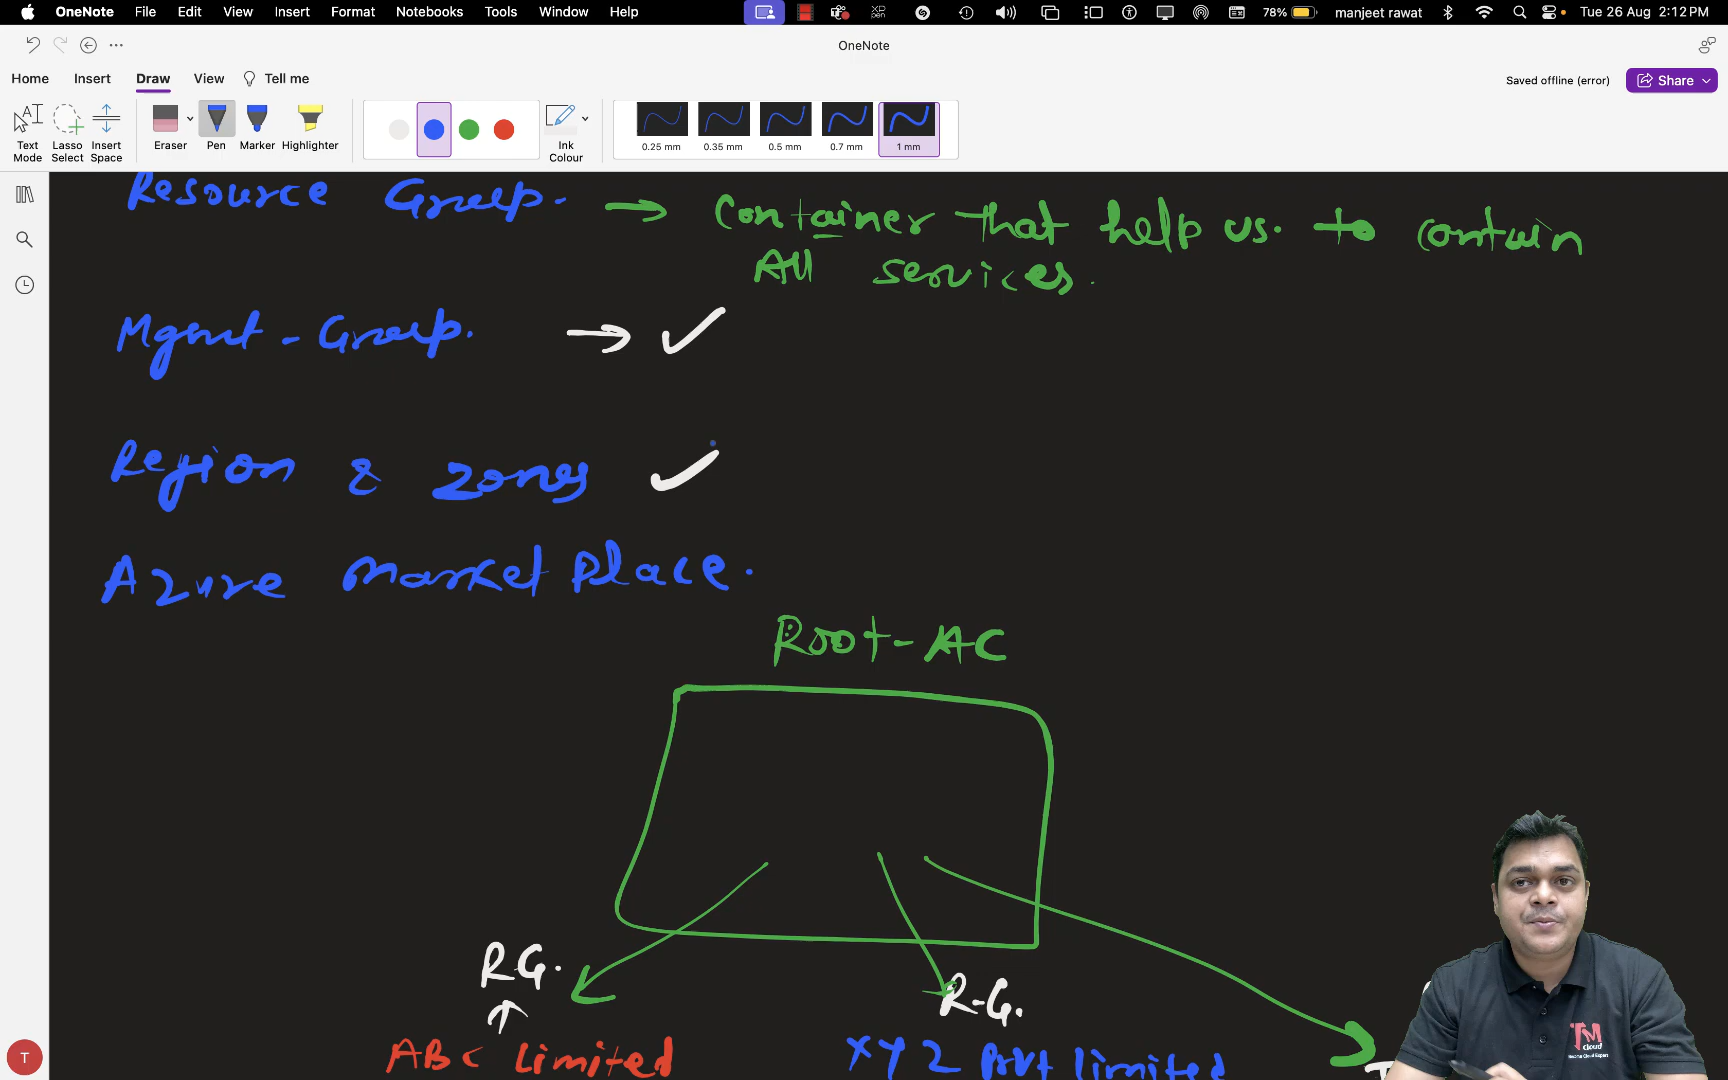 OneNote File Edit View Insert Format Notebooks Tools Window Help 78% manjeet rawat Tue 26 Aug 2:12 PM
OneNote
Home Insert Draw View Tell me Saved offline (error) Share
Text Mode Lasso Select Insert Space Eraser Pen Marker Highlighter Ink Colour 0.25 mm 0.35 mm 0.5 mm 0.7 mm 1 mm
Resource Group. → Container that help us. to contain
All services.
Mgmt - Group. → ✓
Region & zones ✓
Azure Market Place.
Root - AC
RG.
R-G.
ABC Limited
XYZ Pvt limited
T
TM
cloud